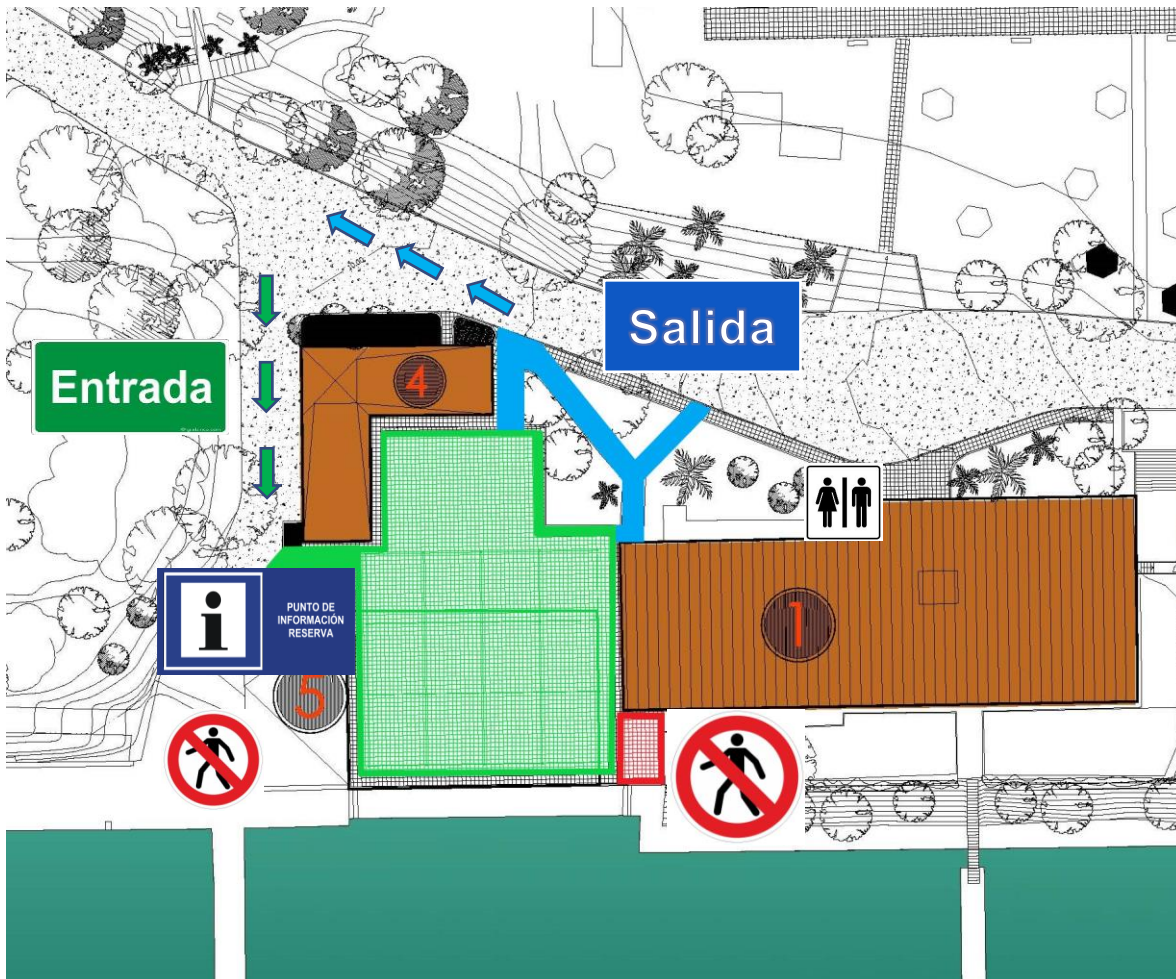 Salida
Entrada
4
1
i
PUNTO DE
INFORMACIÓN
RESERVA
5